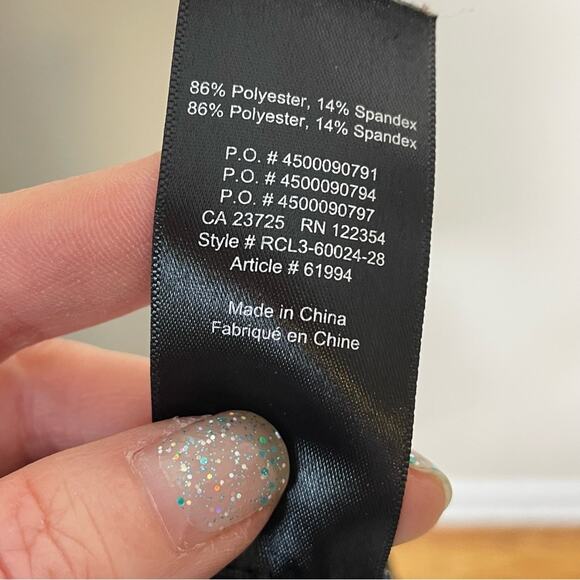 86% Polyester, 14% Spandex
86% Polyester, 14% Spandex
P.O. # 4500090791
P.O. # 4500090794
P.O. # 4500090797
CA 23725 RN 122354
Style # RCL3-60024-28
Article # 61994
Made in China
Fabriqué en Chine